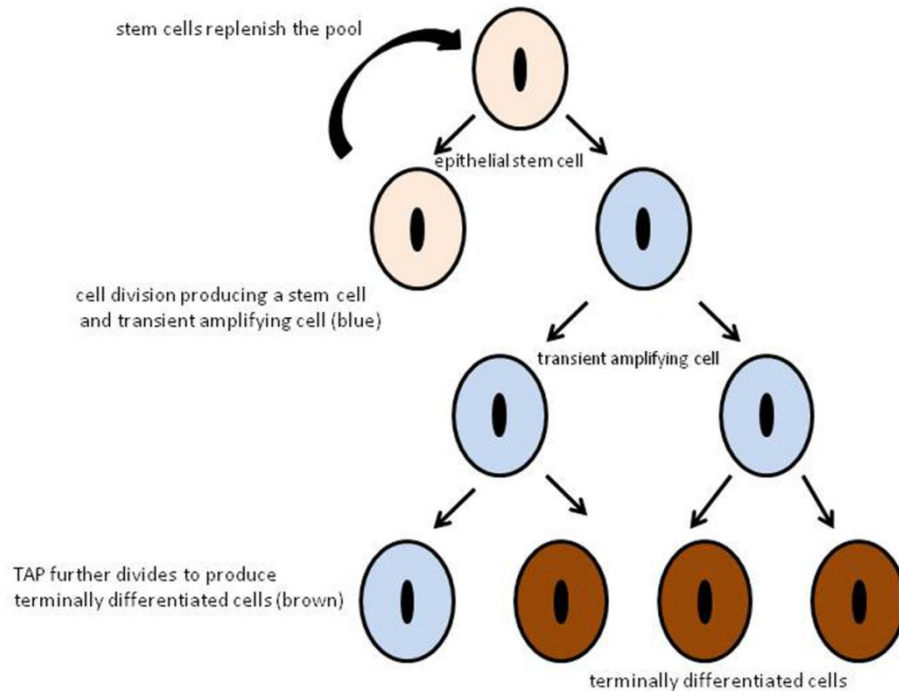 stem cells replenish the pool
epithelial stem cell
cell division producing a stem cell
and transient amplifying cell (blue)
transient amplifying cell
TAP further divides to produce
terminally differentiated cells (brown)
terminally differentiated cells